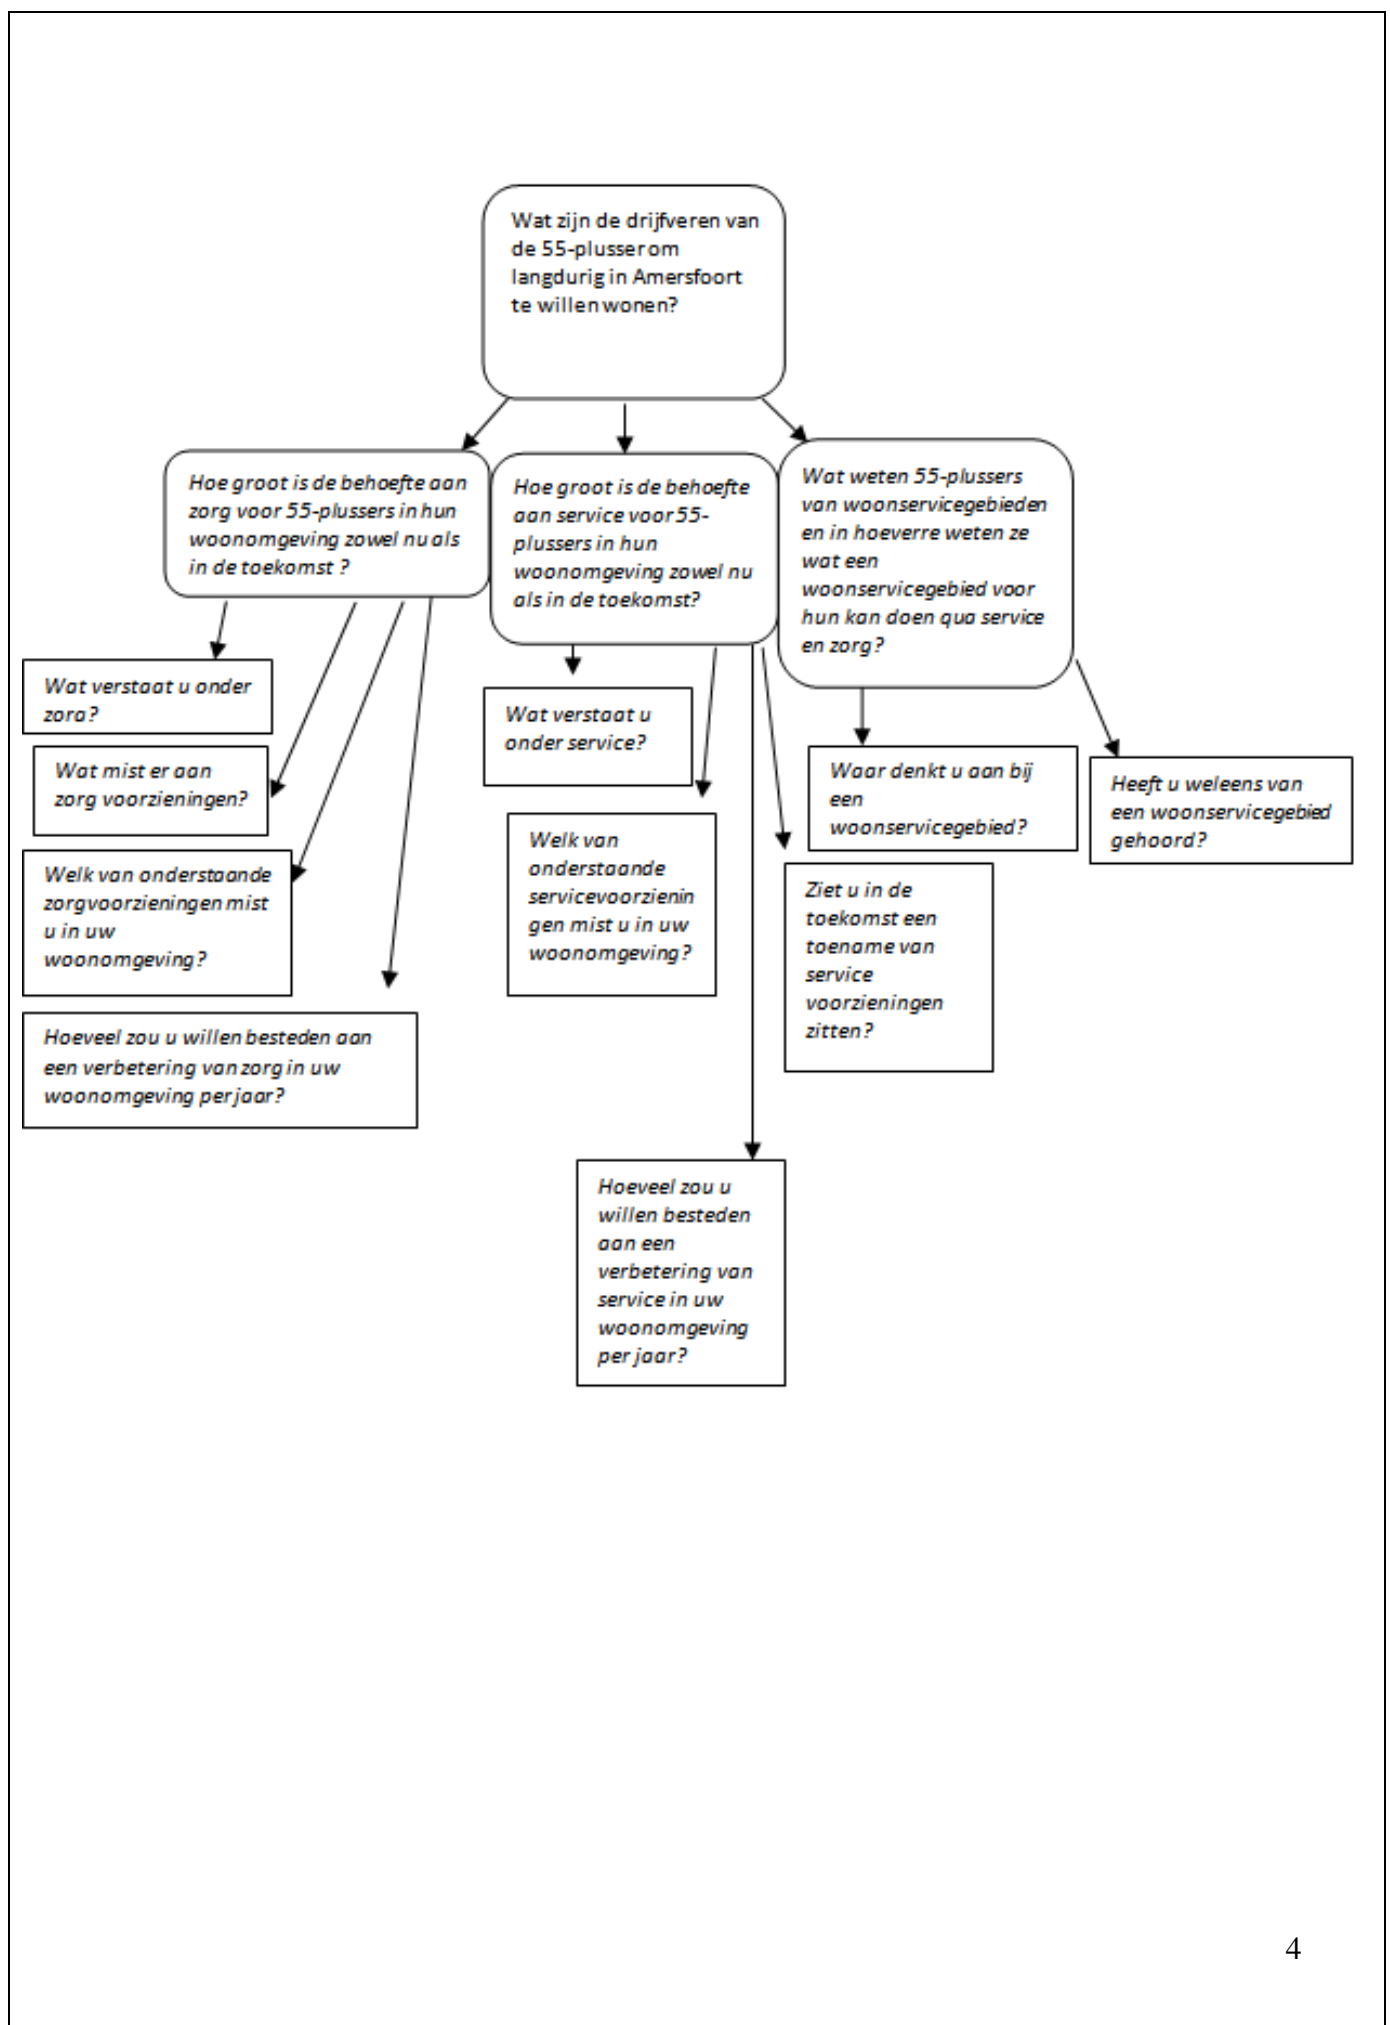 Wat zijn de drijfveren van
de 55-plusser om
langdurig in Amersfoort
te willen wonen?
Hoe groot is de behoefte aan
zorg voor 55-plussers in hun
woonomgeving zowel nu als
in de toekomst ?
Hoe groot is de behoefte
aan service voor 55-
plussers in hun
woonomgeving zowel nu
als in de toekomst?
Wat weten 55-plussers
van woonservicegebieden
en in hoeverre weten ze
wat een
woonservicegebied voor
hun kan doen qua service
en zorg?
Wat verstaat u onder
zorg?
Wat mist er aan
zorg voorzieningen?
Welk van onderstaande
zorgvoorzieningen mist
u in uw
woonomgeving?
Hoeveel zou u willen besteden aan
een verbetering van zorg in uw
woonomgeving per jaar?
Wat verstaat u
onder service?
Welk van
onderstaande
servicevoorzienin
gen mist u in uw
woonomgeving?
Ziet u in de
toekomst een
toename van
service
voorzieningen
zitten?
Hoeveel zou u
willen besteden
aan een
verbetering van
service in uw
woonomgeving
per jaar?
Waar denkt u aan bij
een
woonservicegebied?
Heeft u weleens van
een woonservicegebied
gehoord?
4